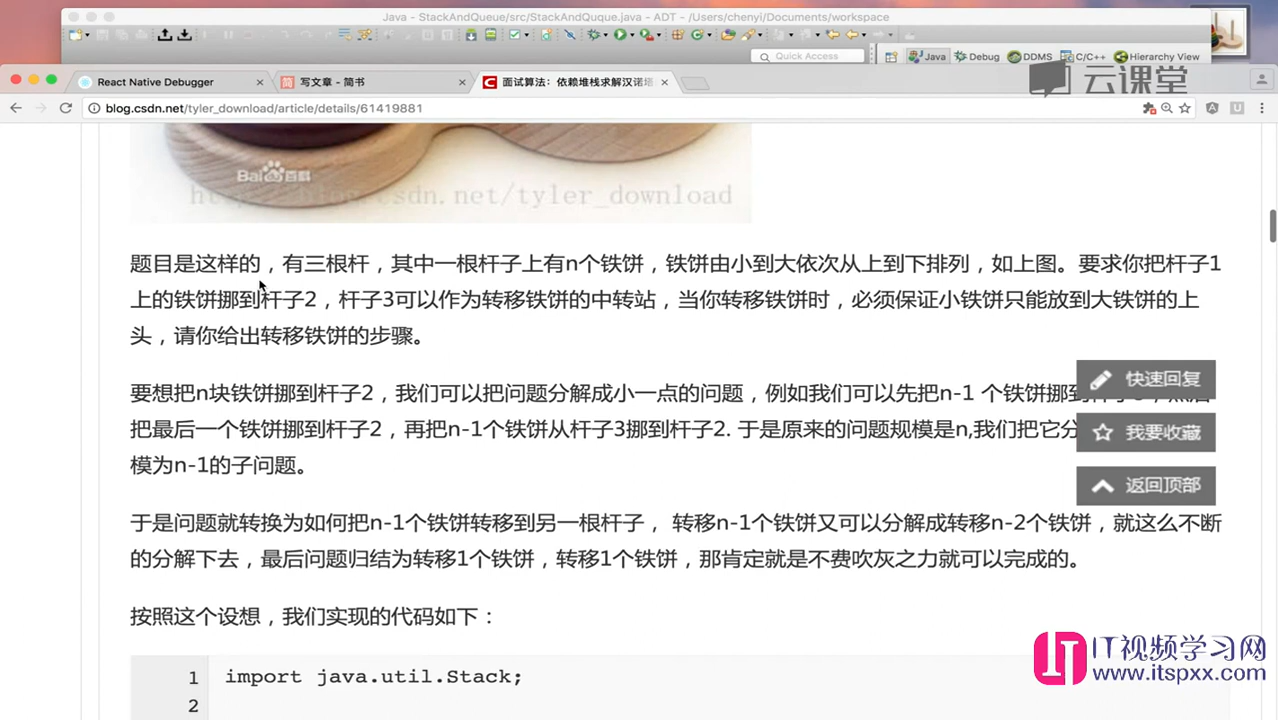 Java - StackAndQueue/src/StackAndQuque.java - ADT - /Users/chenyi/Documents/workspace
Quick Access
Java
Debug
DDMS
C/C++
Hierarchy View
React Native Debugger
写文章 - 简书
面试算法：依赖堆栈求解汉诺塔
云课堂
blog.csdn.net/tyler_download/article/details/61419881
Baidu百科
http://blog.csdn.net/tyler_download
题目是这样的，有三根杆，其中一根杆子上有n个铁饼，铁饼由小到大依次从上到下排列，如上图。要求你把杆子1
上的铁饼挪到杆子2，杆子3可以作为转移铁饼的中转站，当你转移铁饼时，必须保证小铁饼只能放到大铁饼的上
头，请你给出转移铁饼的步骤。
要想把n块铁饼挪到杆子2，我们可以把问题分解成小一点的问题，例如我们可以先把n-1 个铁饼挪到
把最后一个铁饼挪到杆子2，再把n-1个铁饼从杆子3挪到杆子2. 于是原来的问题规模是n,我们把它分
模为n-1的子问题。
快速回复
我要收藏
返回顶部
于是问题就转换为如何把n-1个铁饼转移到另一根杆子， 转移n-1个铁饼又可以分解成转移n-2个铁饼，就这么不断
的分解下去，最后问题归结为转移1个铁饼，转移1个铁饼，那肯定就是不费吹灰之力就可以完成的。
按照这个设想，我们实现的代码如下：
1 import java.util.Stack;
2
IT视频学习网
www.itspxx.com